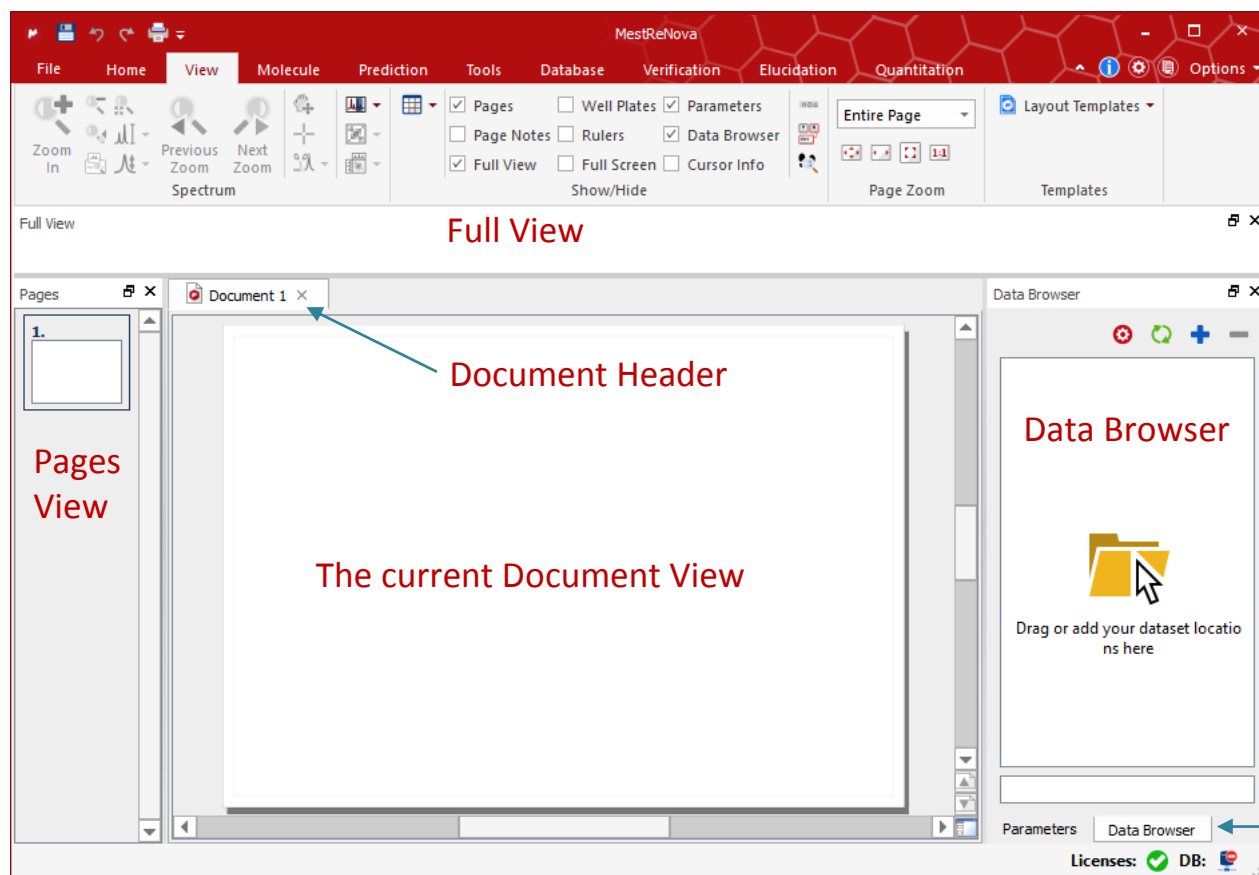 MestReNova
File Home View Molecule Prediction Tools Database Verification Elucidation Quantitation Options
Pages Well Plates Parameters Entire Page Layout Templates
Zoom In Previous Zoom Next Zoom Page Notes Rulers Data Browser
Full View Full Screen Cursor Info 1:1
Spectrum Show/Hide Page Zoom Templates
Full View
Full View
Pages Document 1 Data Browser
1.
Document Header
Data Browser
Pages
View
The current Document View
Drag or add your dataset locatio
ns here
Parameters Data Browser
Licenses: DB: